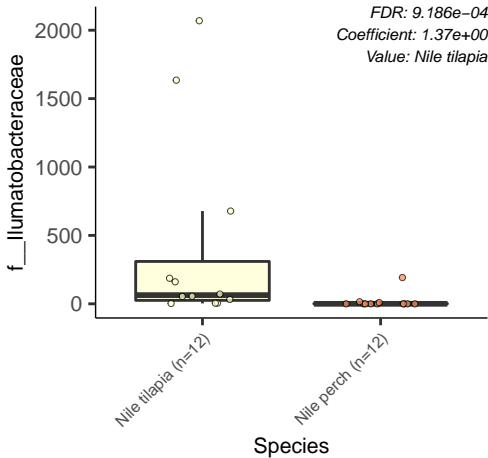 FDR: 9.186e−04
Coefficient: 1.37e+00
Value: Nile tilapia
2000
1500
1000
500
0
f__Ilumatobacteraceae
Nile tilapia (n=12)
Nile perch (n=12)
Species